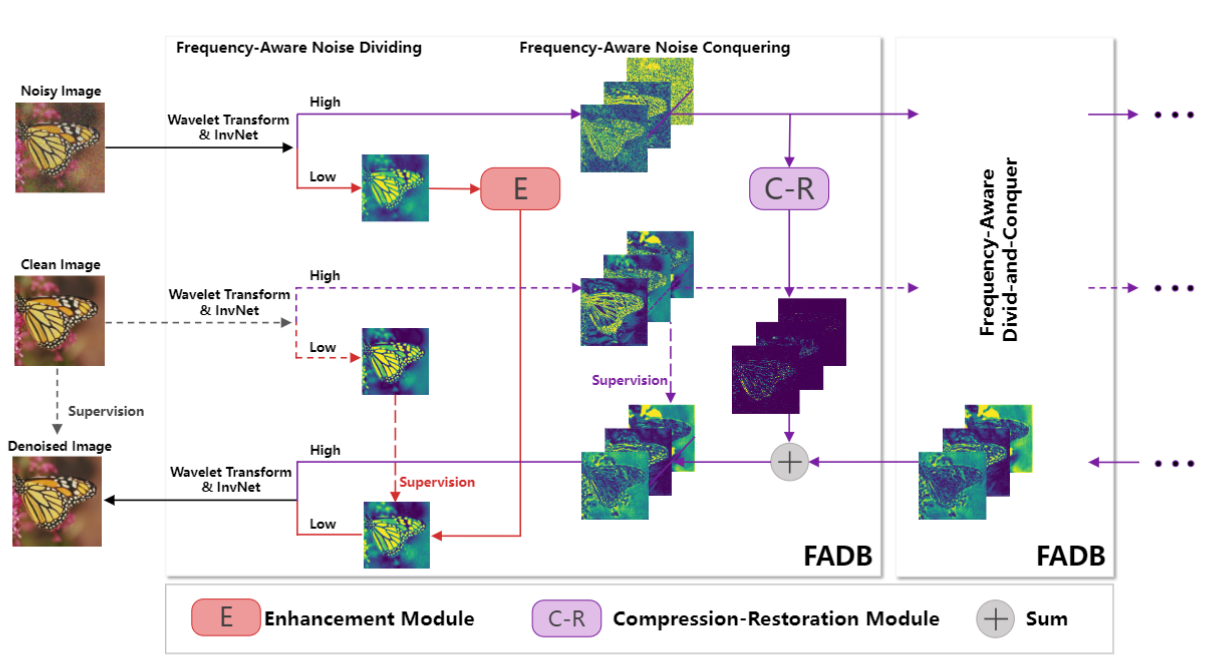 Frequency-Aware Noise Dividing
Frequency-Aware Noise Conquering
Noisy Image
Wavelet Transform
& InvNet
High
Low
E
C-R
Clean Image
Wavelet Transform
& InvNet
High
Low
Supervision
Supervision
Supervision
Denoised Image
Wavelet Transform
& InvNet
High
Low
FADB
Frequency-Aware
Divid-and-Conquer
FADB
E
Enhancement Module
C-R
Compression-Restoration Module
Sum